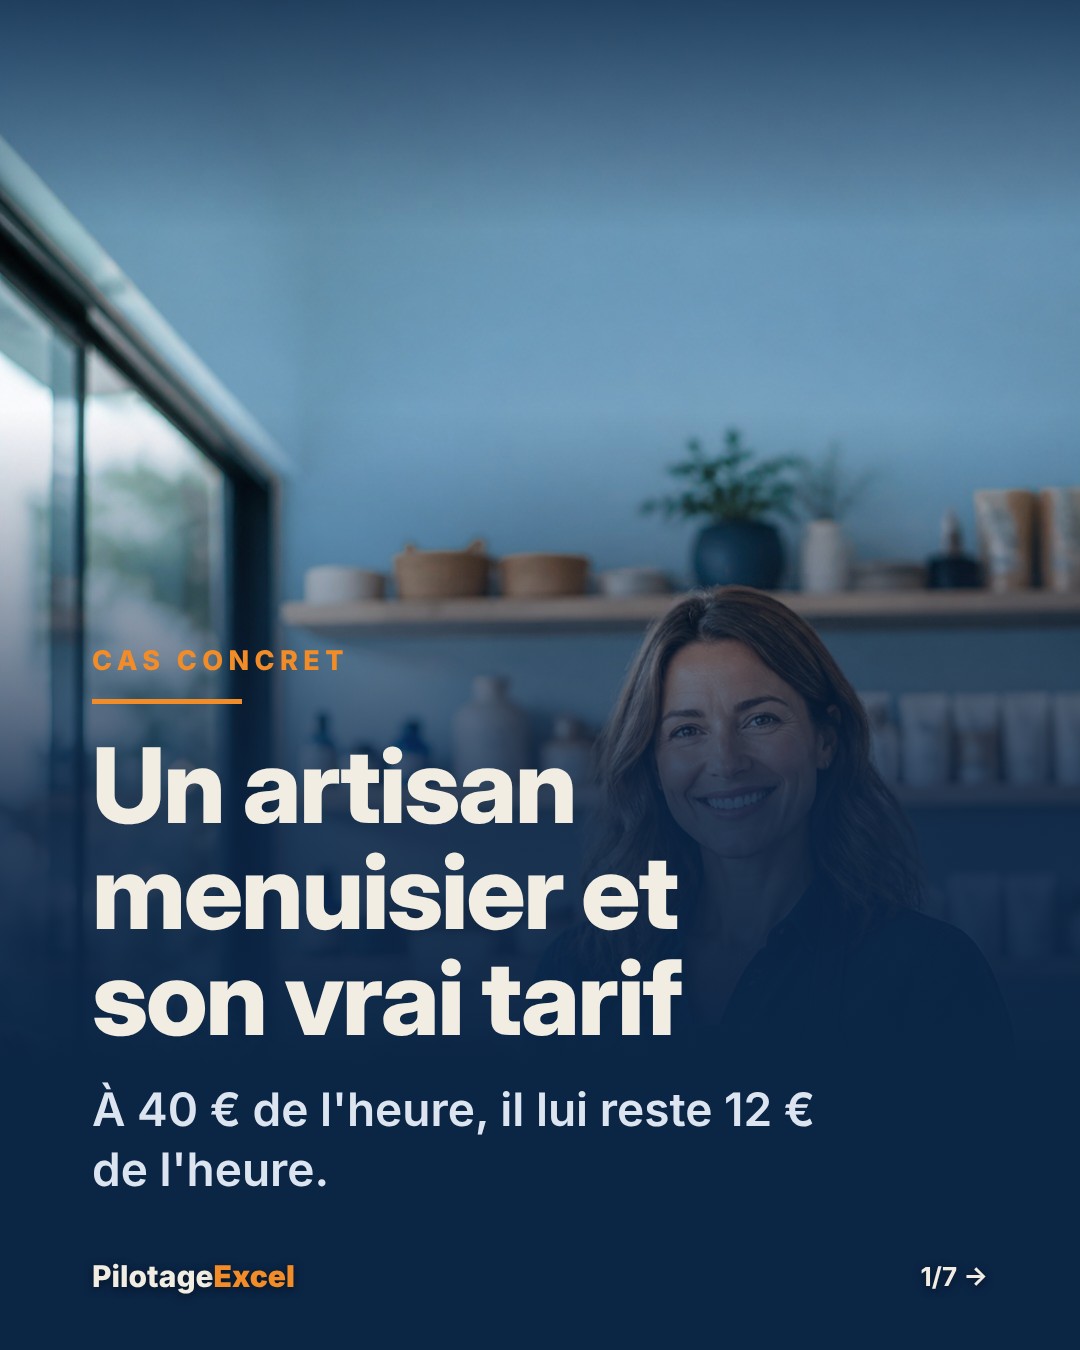 CAS CONCRET
Un artisan
menuisier et
son vrai tarif
À 40 € de l'heure, il lui reste 12 €
de l'heure.
PilotageExcel
1/7 →